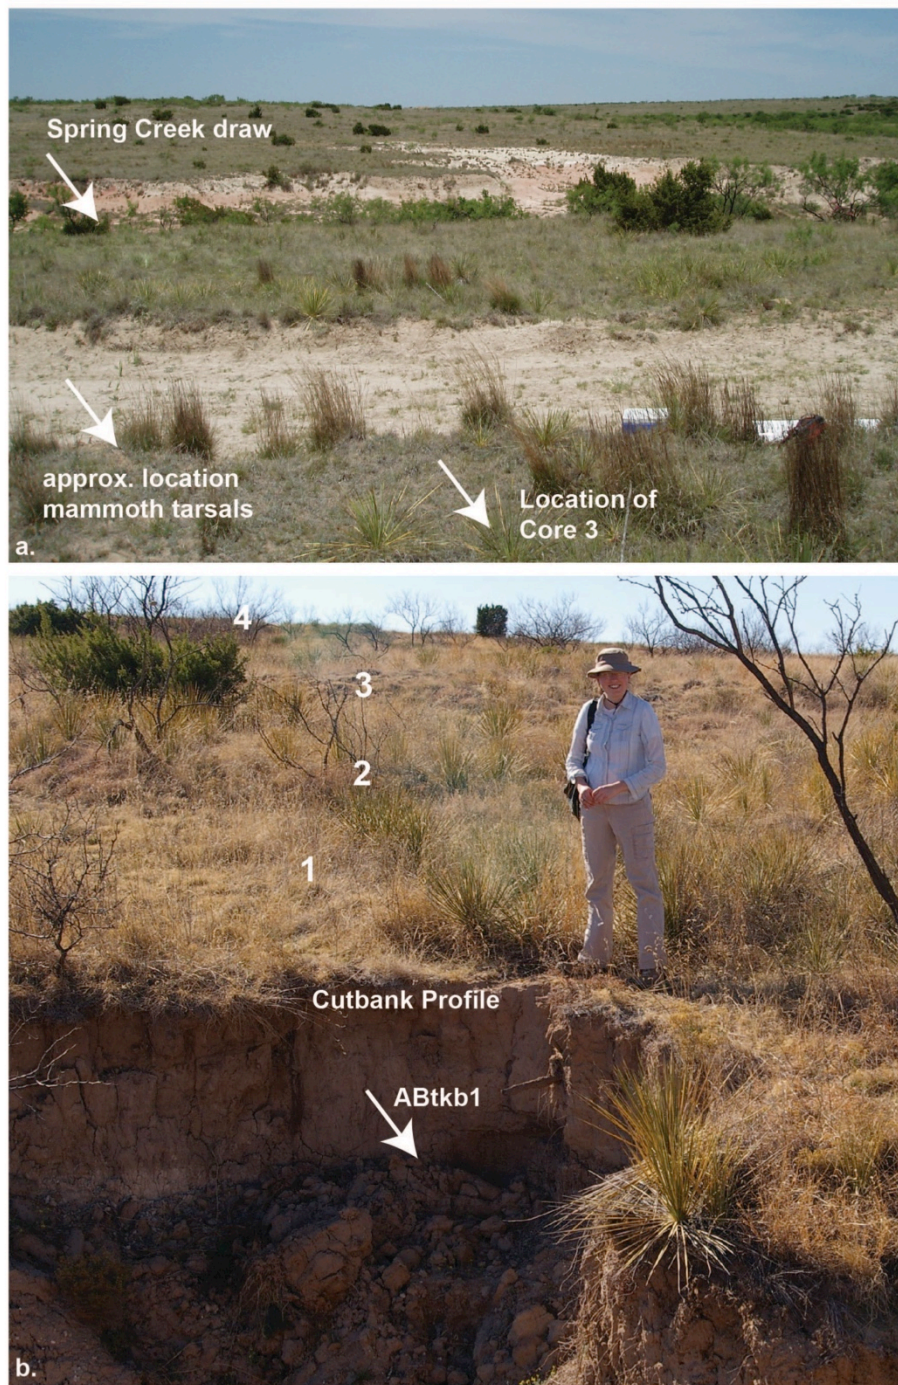 Spring Creek draw
approx. location
mammoth tarsals
Location of
Core 3
a.
4
3
2
1
Cutbank Profile
ABtkb1
b.